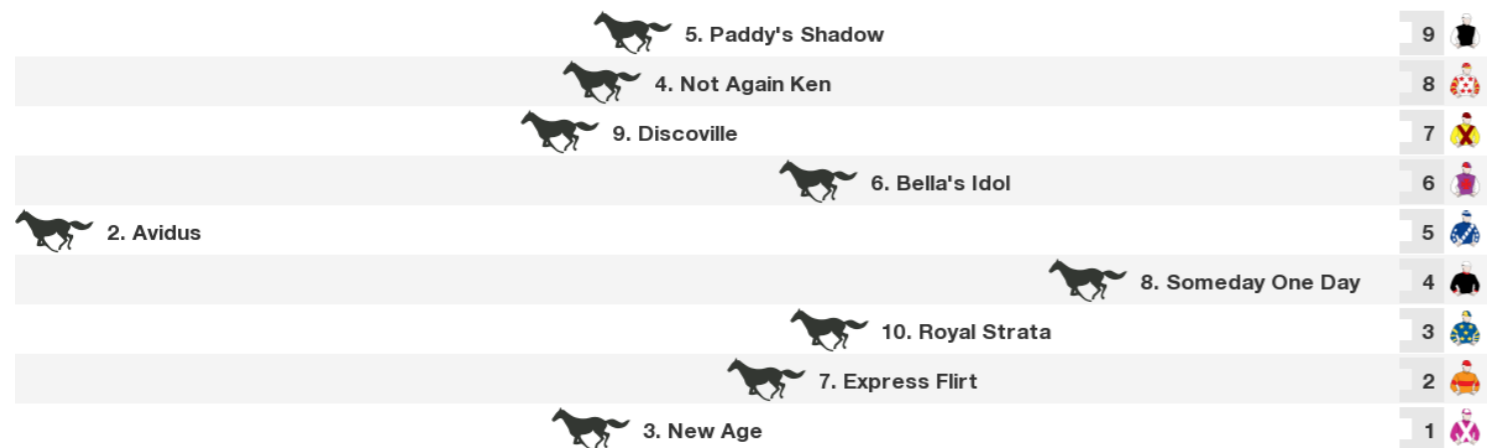 5. Paddy's Shadow 9
4. Not Again Ken 8
9. Discoville 7
6. Bella's Idol 6
2. Avidus 5
8. Someday One Day 4
10. Royal Strata 3
7. Express Flirt 2
3. New Age 1